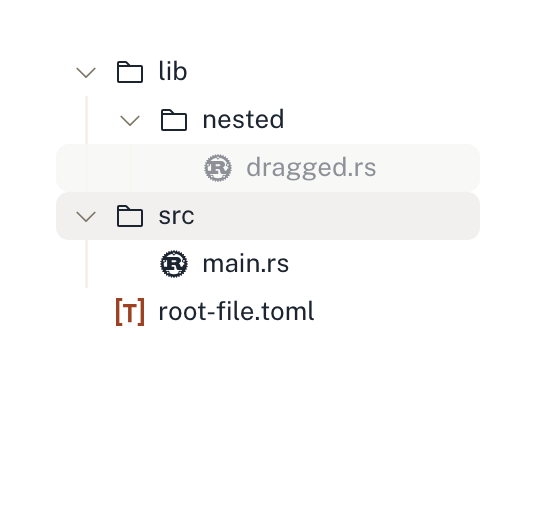 lib
nested
dragged.rs
src
main.rs
[T] root-file.toml